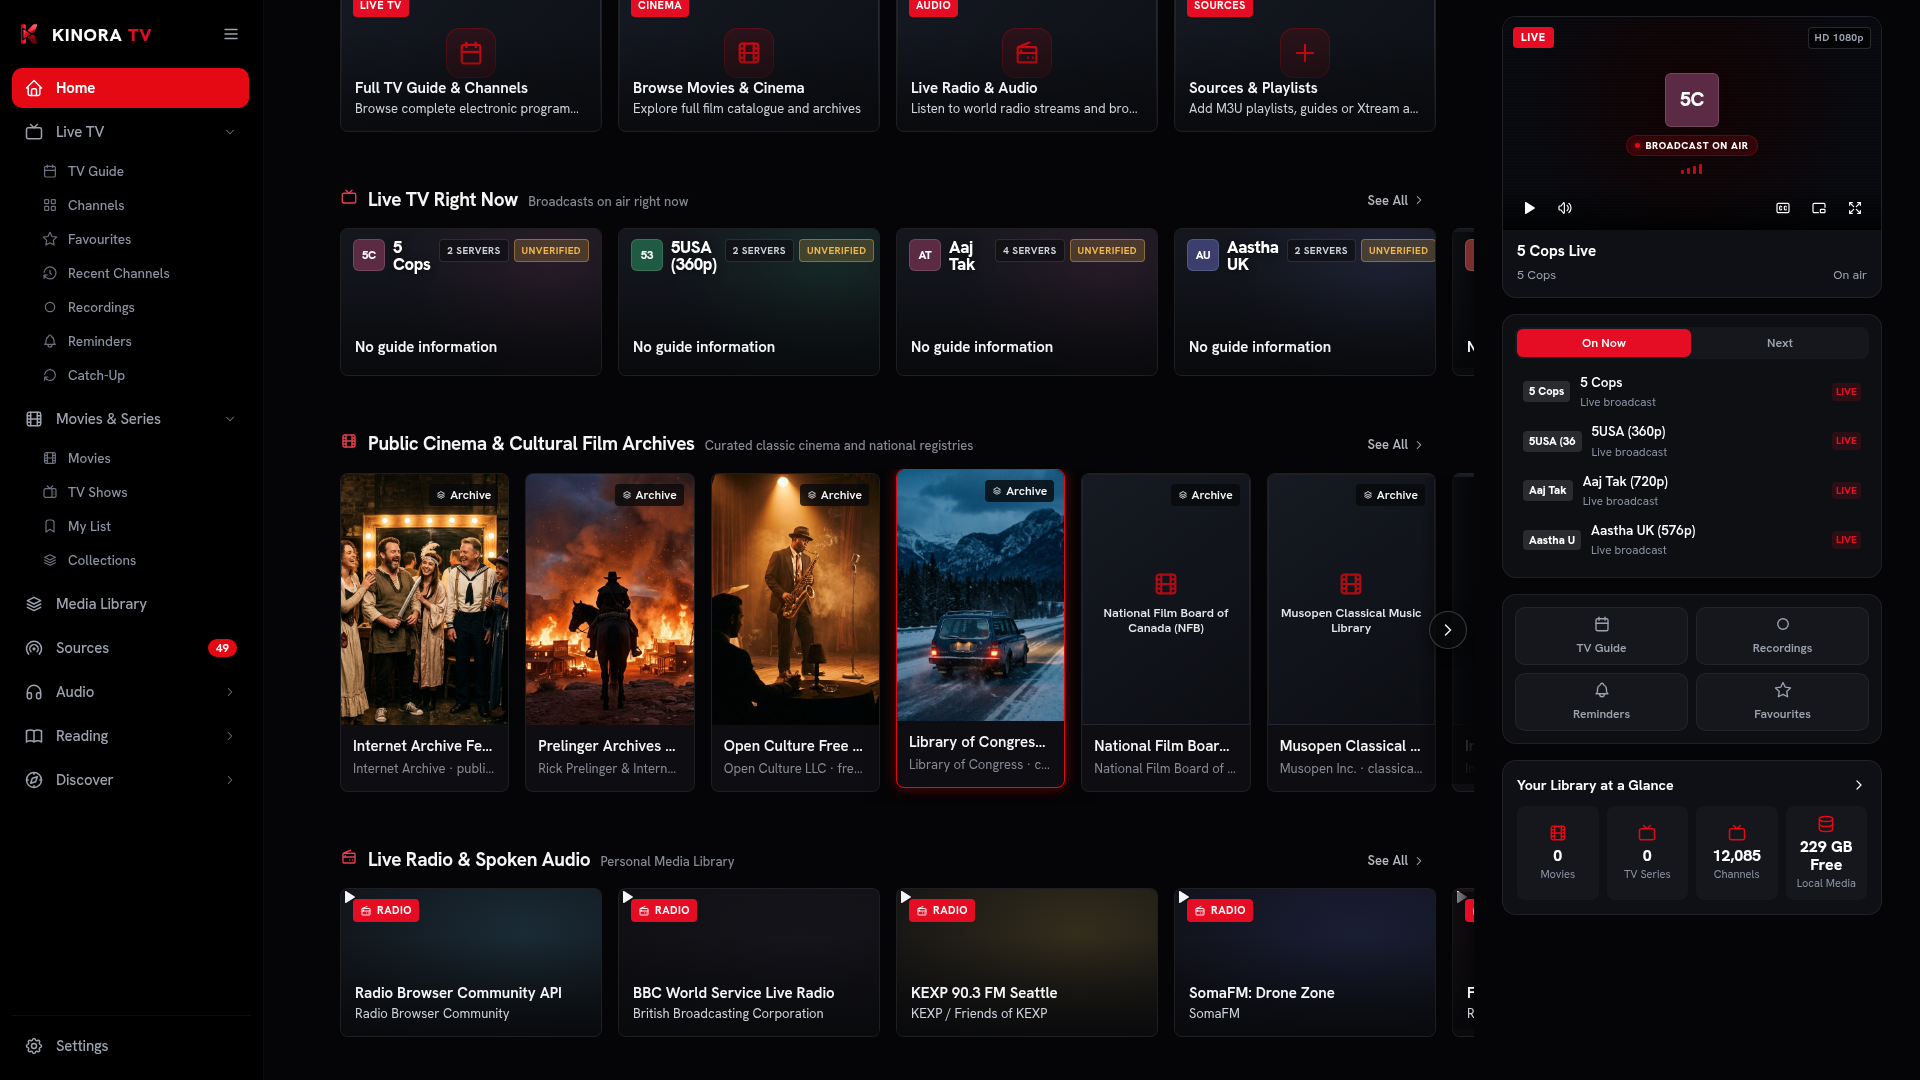 KINORA TV
Home
Live TV
TV Guide
Channels
Favourites
Recent Channels
Recordings
Reminders
Catch-Up
Movies & Series
Movies
TV Shows
My List
Collections
Media Library
Sources
49
Audio
Reading
Discover
Settings
LIVE TV
Full TV Guide & Channels
Browse complete electronic program...
CINEMA
Browse Movies & Cinema
Explore full film catalogue and archives
AUDIO
Live Radio & Audio
Listen to world radio streams and bro...
SOURCES
Sources & Playlists
Add M3U playlists, guides or Xtream a...
Live TV Right Now
Broadcasts on air right now
See All
5C
5 Cops
2 SERVERS
UNVERIFIED
No guide information
53
5USA (360p)
2 SERVERS
UNVERIFIED
No guide information
AT
Aaj Tak
4 SERVERS
UNVERIFIED
No guide information
AU
Aastha UK
2 SERVERS
UNVERIFIED
No guide information
Public Cinema & Cultural Film Archives
Curated classic cinema and national registries
See All
Archive
Internet Archive Fe...
Internet Archive · publi...
Archive
Prelinger Archives ...
Rick Prelinger & Intern...
Archive
Open Culture Free ...
Open Culture LLC · fre...
Archive
Library of Congres...
Library of Congress · c...
Archive
National Film Board of
Canada (NFB)
National Film Boar...
National Film Board of ...
Archive
Musopen Classical Music
Library
Musopen Classical ...
Musopen Inc. · classica...
Live Radio & Spoken Audio
Personal Media Library
See All
RADIO
Radio Browser Community API
Radio Browser Community
RADIO
BBC World Service Live Radio
British Broadcasting Corporation
RADIO
KEXP 90.3 FM Seattle
KEXP / Friends of KEXP
RADIO
SomaFM: Drone Zone
SomaFM
LIVE
HD 1080p
5C
BROADCAST ON AIR
5 Cops Live
5 Cops
On air
On Now
Next
5 Cops
5 Cops
Live broadcast
LIVE
5USA (36
5USA (360p)
Live broadcast
LIVE
Aaj Tak
Aaj Tak (720p)
Live broadcast
LIVE
Aastha U
Aastha UK (576p)
Live broadcast
LIVE
TV Guide
Recordings
Reminders
Favourites
Your Library at a Glance
0
Movies
0
TV Series
12,085
Channels
229 GB
Free
Local Media